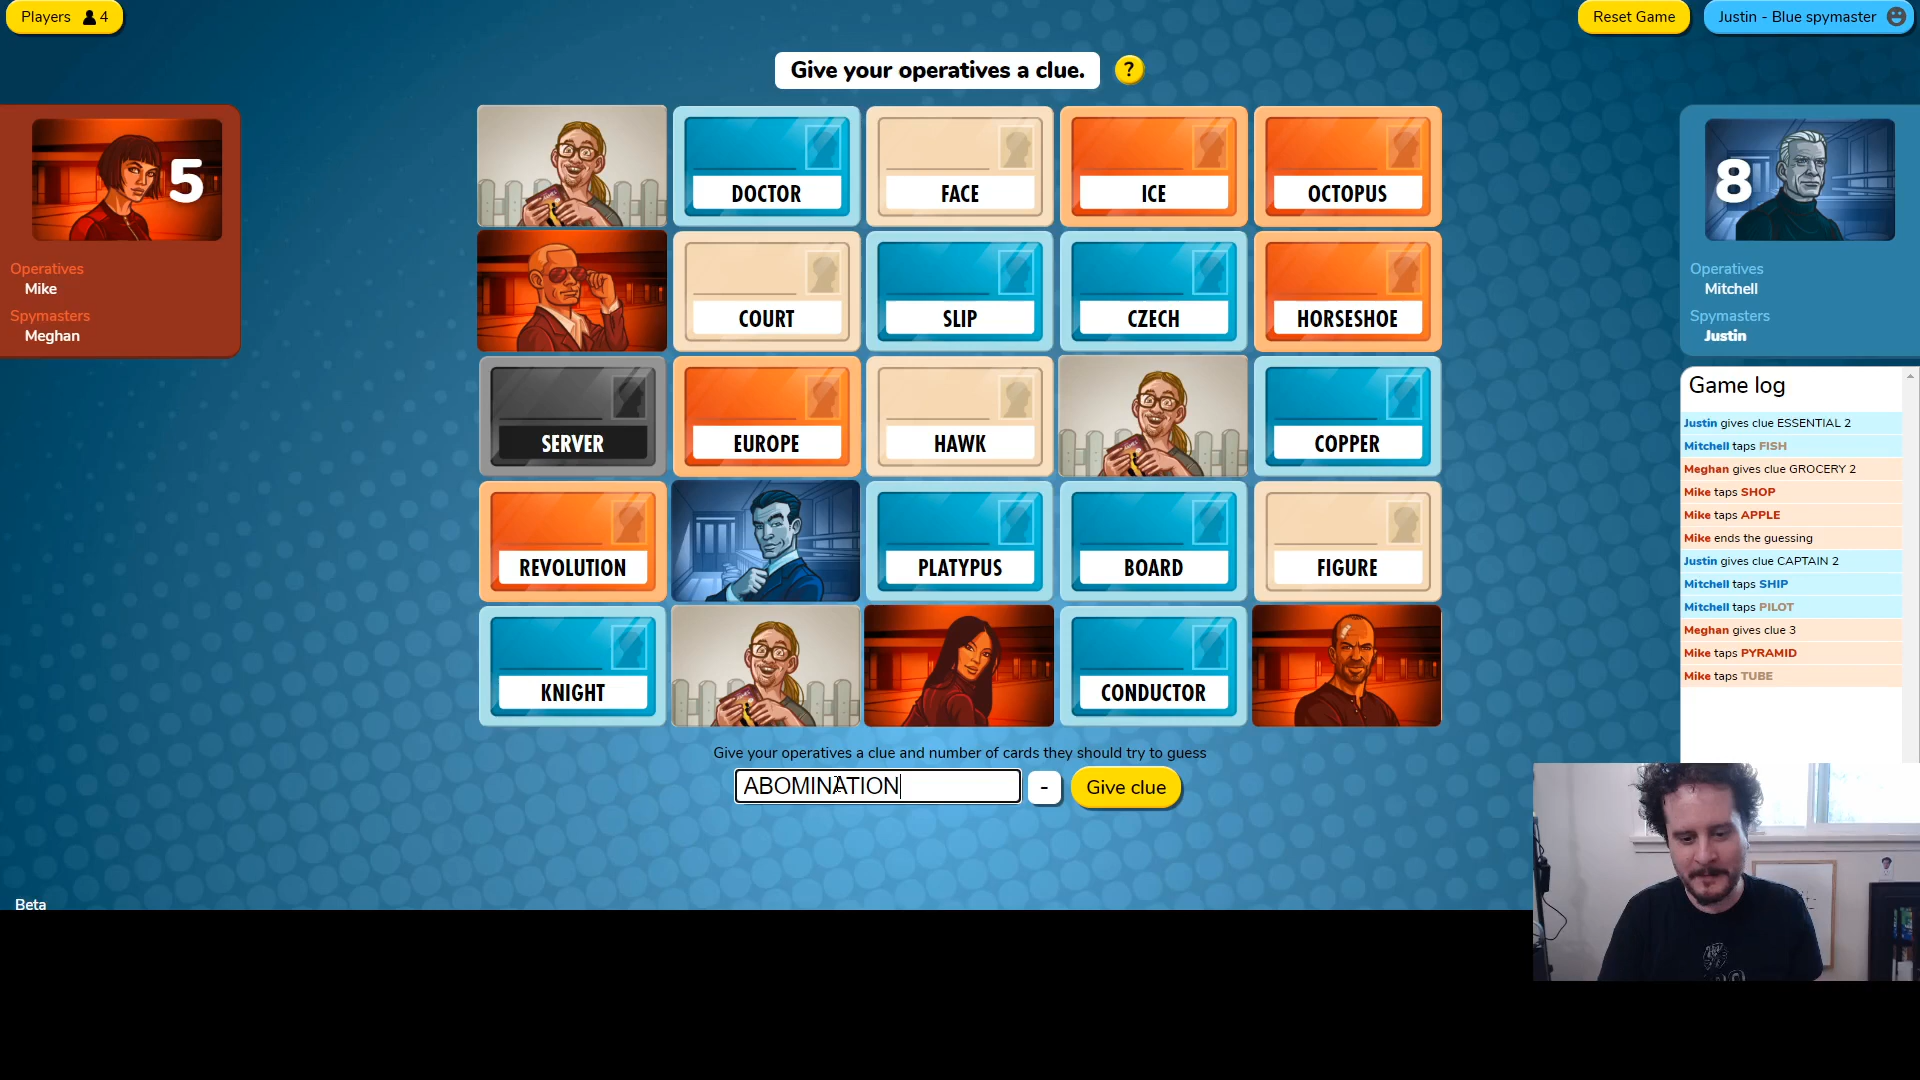 Players 4
Reset Game
Justin - Blue spymaster
Give your operatives a clue.
?
5
Operatives
Mike
Spymasters
Meghan
8
Operatives
Mitchell
Spymasters
Justin
DOCTOR
FACE
ICE
OCTOPUS
COURT
SLIP
CZECH
HORSESHOE
SERVER
EUROPE
HAWK
COPPER
REVOLUTION
PLATYPUS
BOARD
FIGURE
KNIGHT
CONDUCTOR
Game log
Justin gives clue ESSENTIAL 2
Mitchell taps FISH
Meghan gives clue GROCERY 2
Mike taps SHOP
Mike taps APPLE
Mike ends the guessing
Justin gives clue CAPTAIN 2
Mitchell taps SHIP
Mitchell taps PILOT
Meghan gives clue 3
Mike taps PYRAMID
Mike taps TUBE
Give your operatives a clue and number of cards they should try to guess
ABOMINATION
-
Give clue
Beta